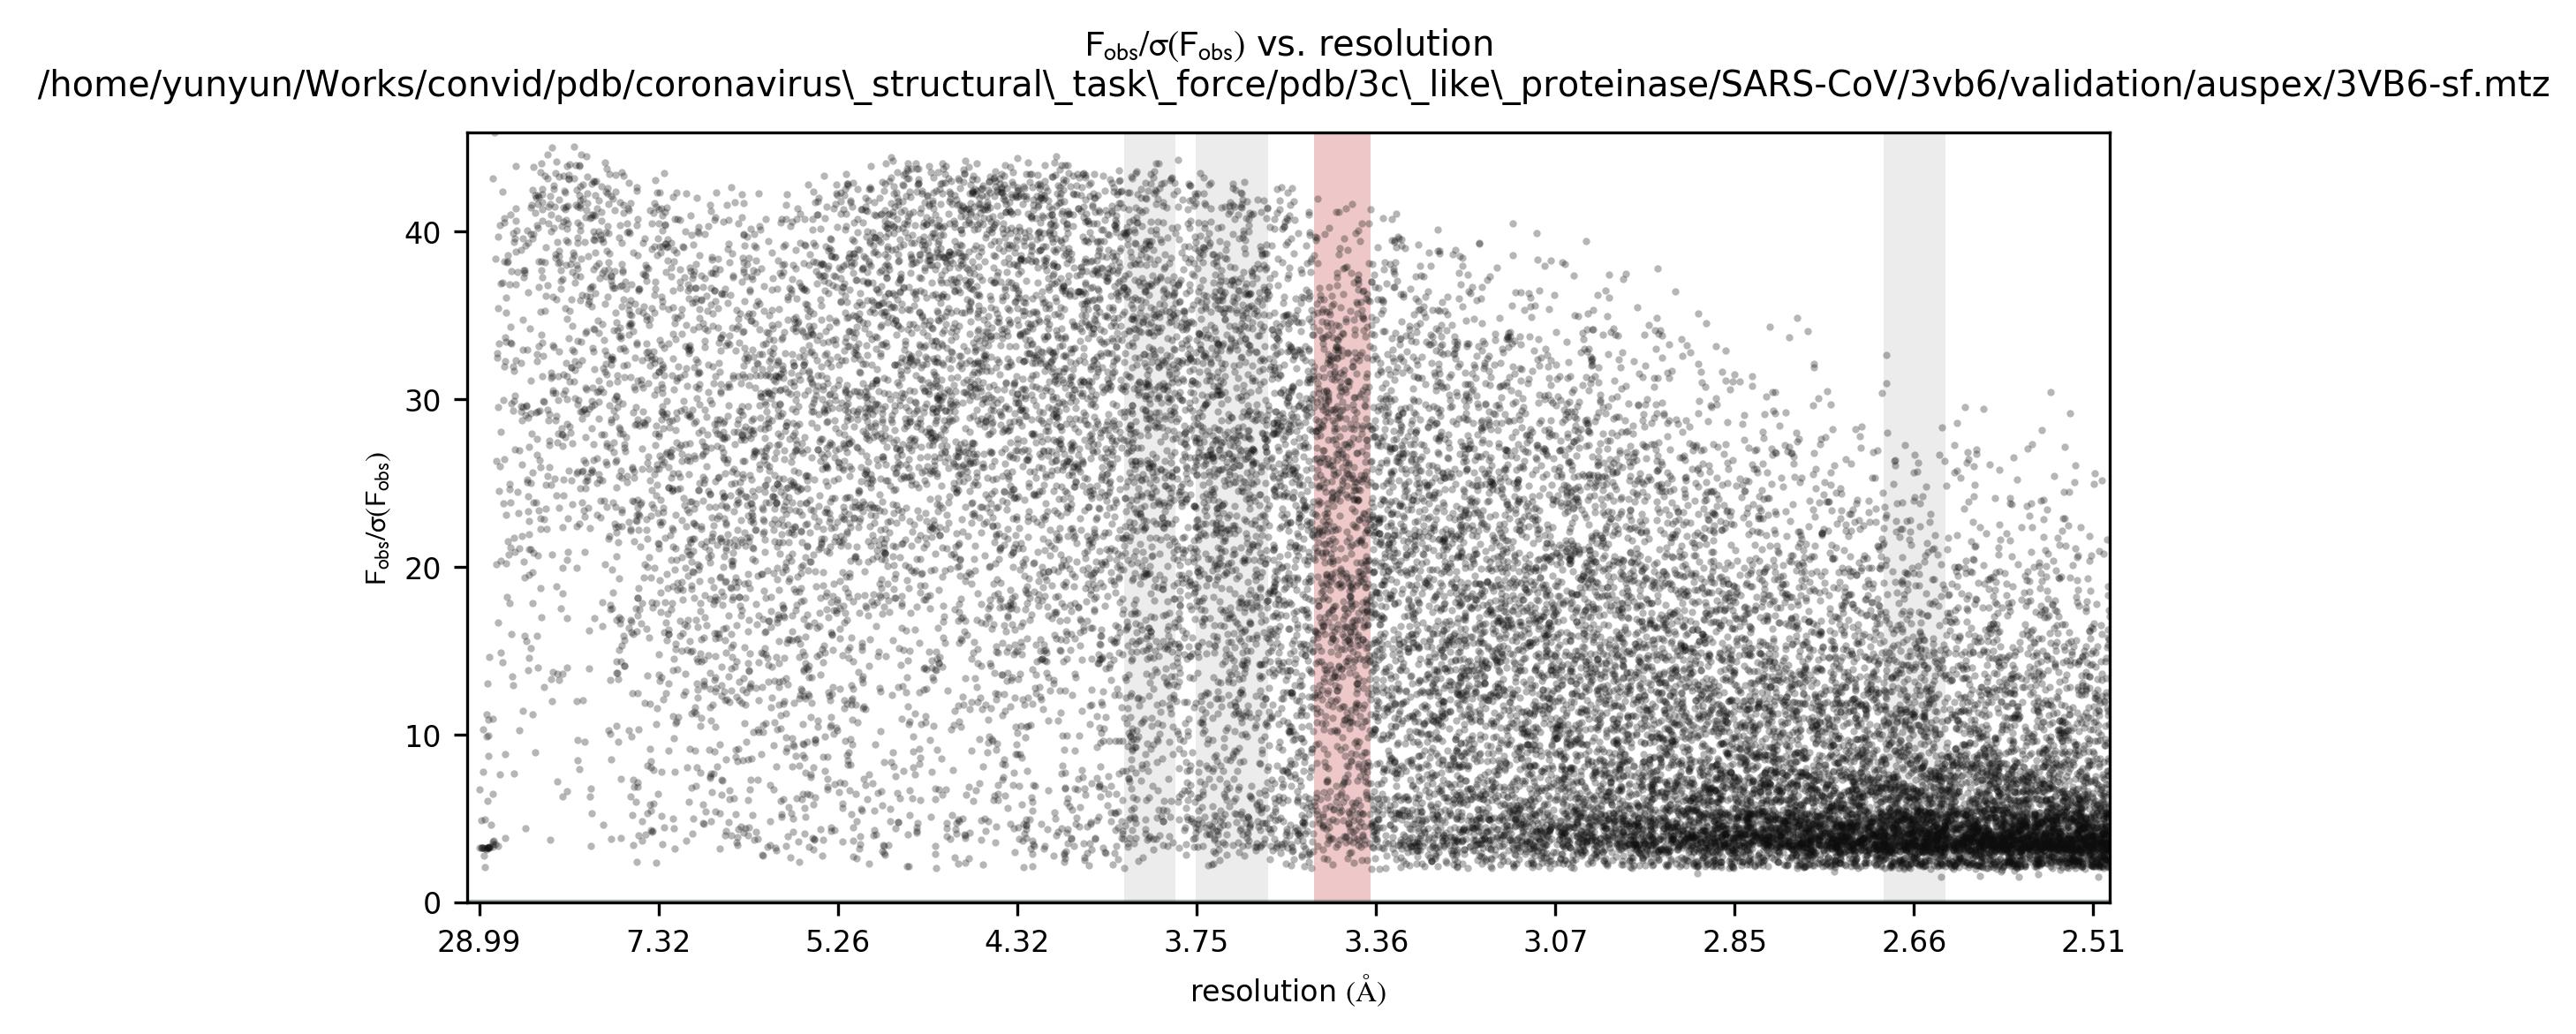 Fobs/σ(Fobs) vs. resolution
/home/yunyun/Works/convid/pdb/coronavirus\_structural\_task\_force/pdb/3c\_like\_proteinase/SARS-CoV/3vb6/validation/auspex/3VB6-sf.mtz
Fobs/σ(Fobs)
40
30
20
10
0
28.99 7.32 5.26 4.32 3.75 3.36 3.07 2.85 2.66 2.51
resolution (Å)